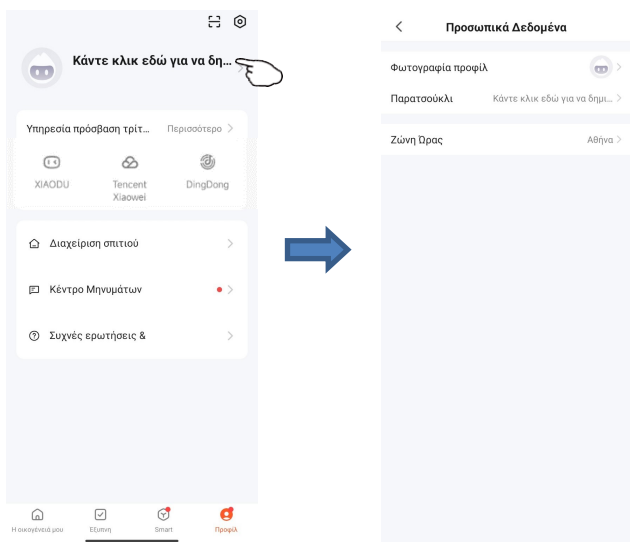 Κάντε κλικ εδώ για να δη...
Υπηρεσία πρόσβαση τρίτ... Περισσότερο
XIAODU Tencent Xiaowei DingDong
Διαχείριση σπιτιού
Κέντρο Μηνυμάτων
Συχνές ερωτήσεις &
Η οικογένειά μου Έξυπνη Smart Προφίλ
Προσωπικά Δεδομένα
Φωτογραφία προφίλ
Παρατσούκλι Κάντε κλικ εδώ για να δημι...
Ζώνη Ώρας Αθήνα